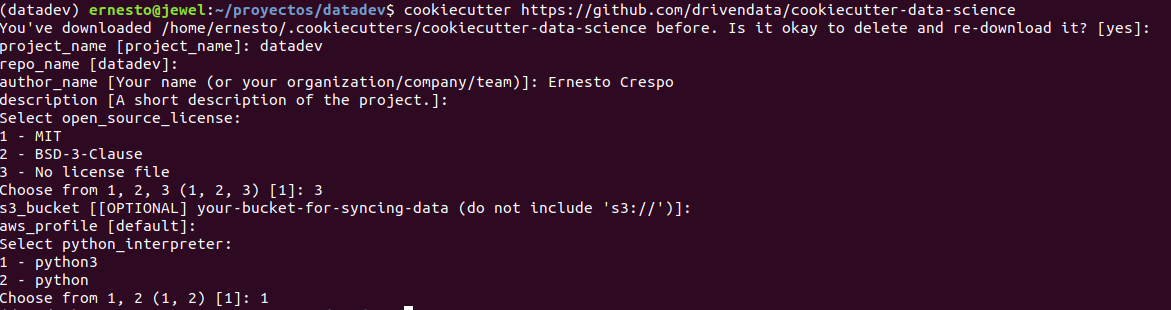 (datadev) ernesto@jewel:~/proyectos/datadev$ cookiecutter https://github.com/drivendata/cookiecutter-data-science
You've downloaded /home/ernesto/.cookiecutters/cookiecutter-data-science before. Is it okay to delete and re-download it? [yes]:
project_name [project_name]: datadev
repo_name [datadev]:
author_name [Your name (or your organization/company/team)]: Ernesto Crespo
description [A short description of the project.]:
Select open_source_license:
1 - MIT
2 - BSD-3-Clause
3 - No license file
Choose from 1, 2, 3 (1, 2, 3) [1]: 3
s3_bucket [[OPTIONAL] your-bucket-for-syncing-data (do not include 's3://')]:
aws_profile [default]:
Select python_interpreter:
1 - python3
2 - python
Choose from 1, 2 (1, 2) [1]: 1